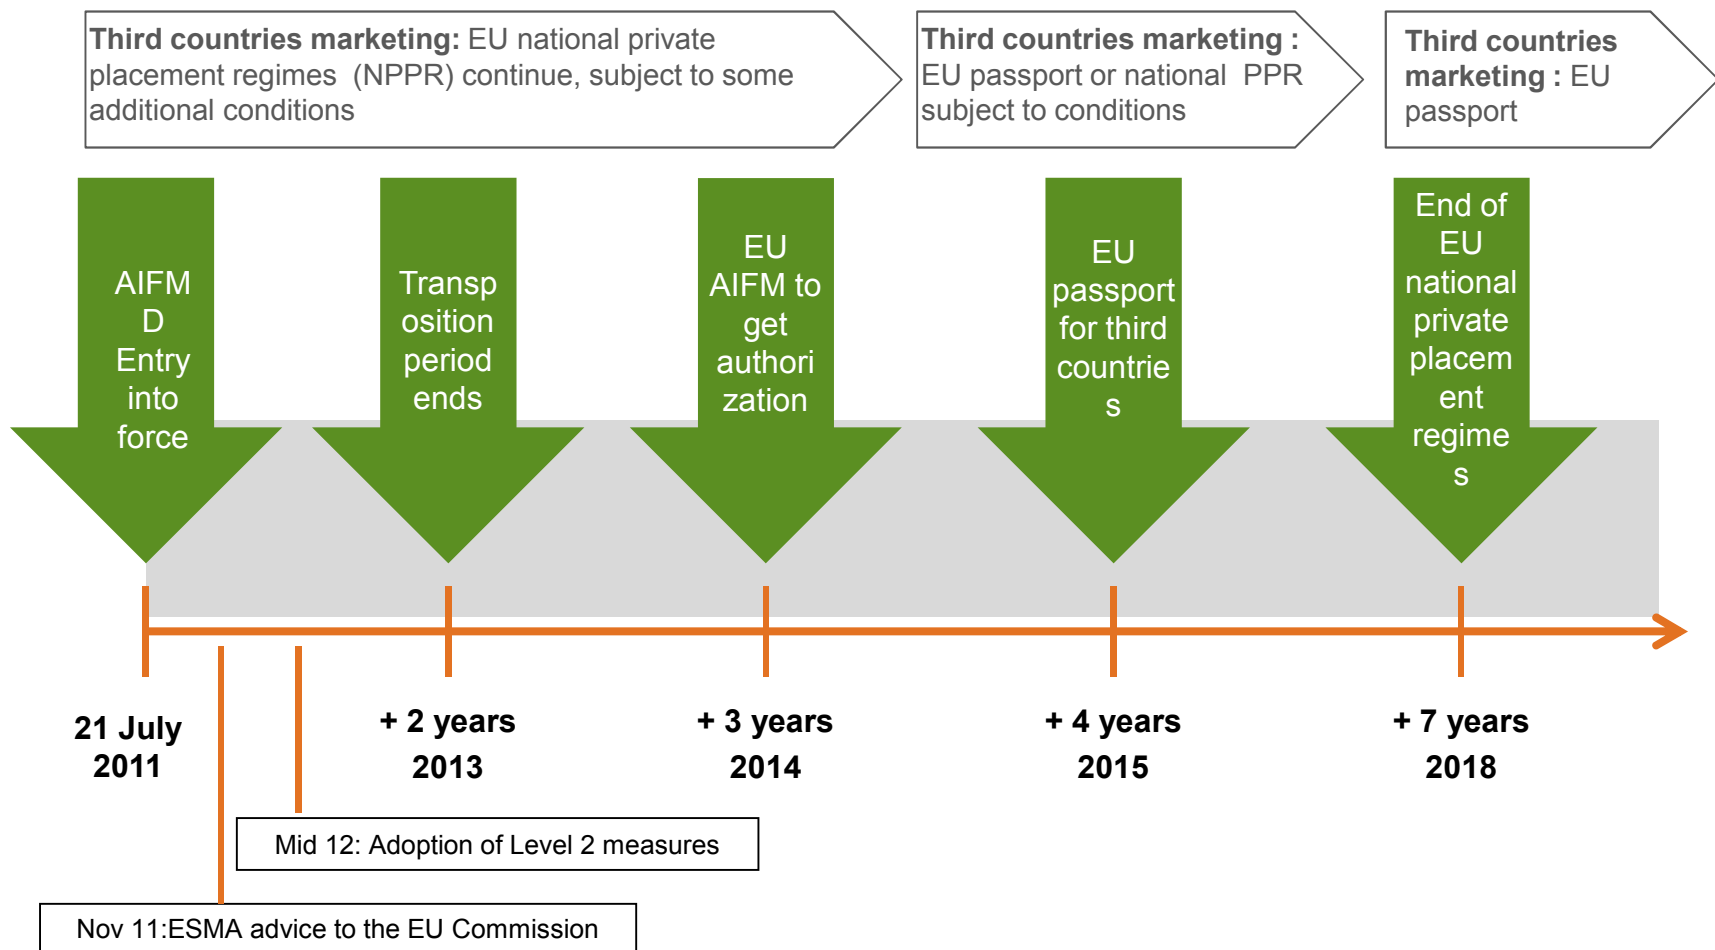 Third countries marketing: EU national private
placement regimes (NPPR) continue, subject to some
additional conditions
Third countries marketing :
EU passport or national PPR
subject to conditions
Third countries
marketing : EU
passport
AIFM
D
Entry
into
force
Transp
osition
period
ends
EU
AIFM to
get
authori
zation
EU
passport
for third
countrie
s
End of
EU
national
private
placem
ent
regime
s
21 July
2011
+ 2 years
2013
+ 3 years
2014
+ 4 years
2015
+ 7 years
2018
Mid 12: Adoption of Level 2 measures
Nov 11:ESMA advice to the EU Commission